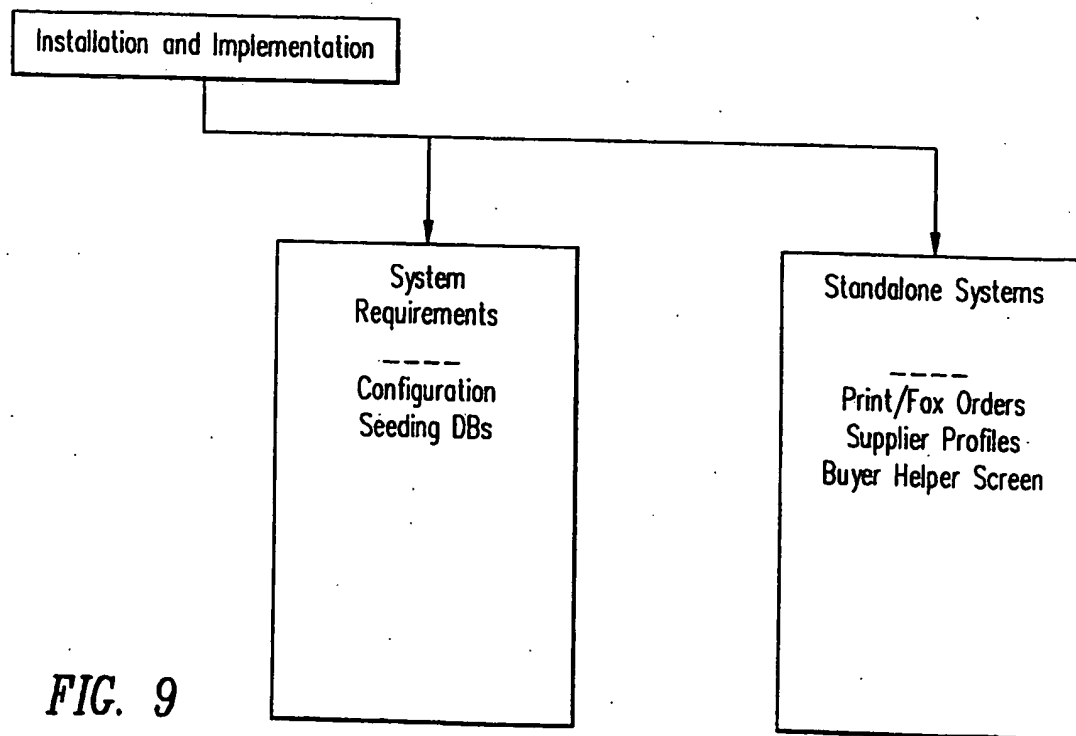 Installation and Implementation
System
Requirements
----
Configuration
Seeding DBs
Standalone Systems
----
Print/Fax Orders
Supplier Profiles
Buyer Helper Screen
FIG. 9